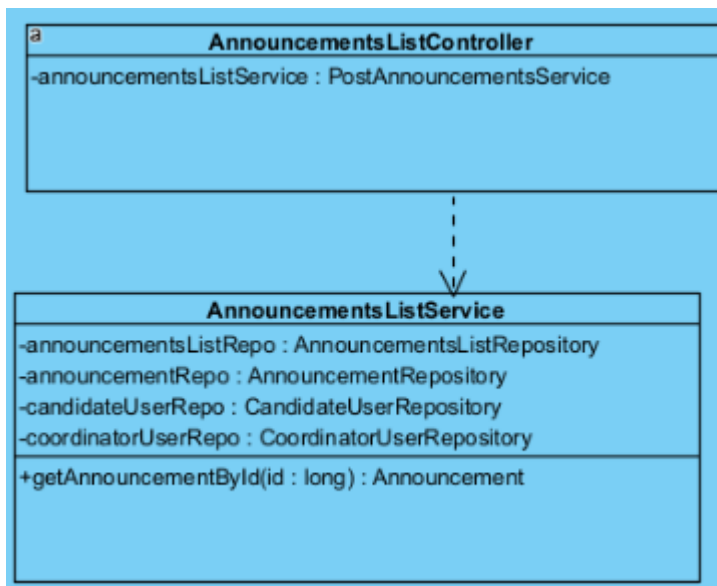 a
AnnouncementsListController
-announcementsListService : PostAnnouncementsService
AnnouncementsListService
-announcementsListRepo : AnnouncementsListRepository
-announcementRepo : AnnouncementRepository
-candidateUserRepo : CandidateUserRepository
-coordinatorUserRepo : CoordinatorUserRepository
+getAnnouncementById(id : long) : Announcement